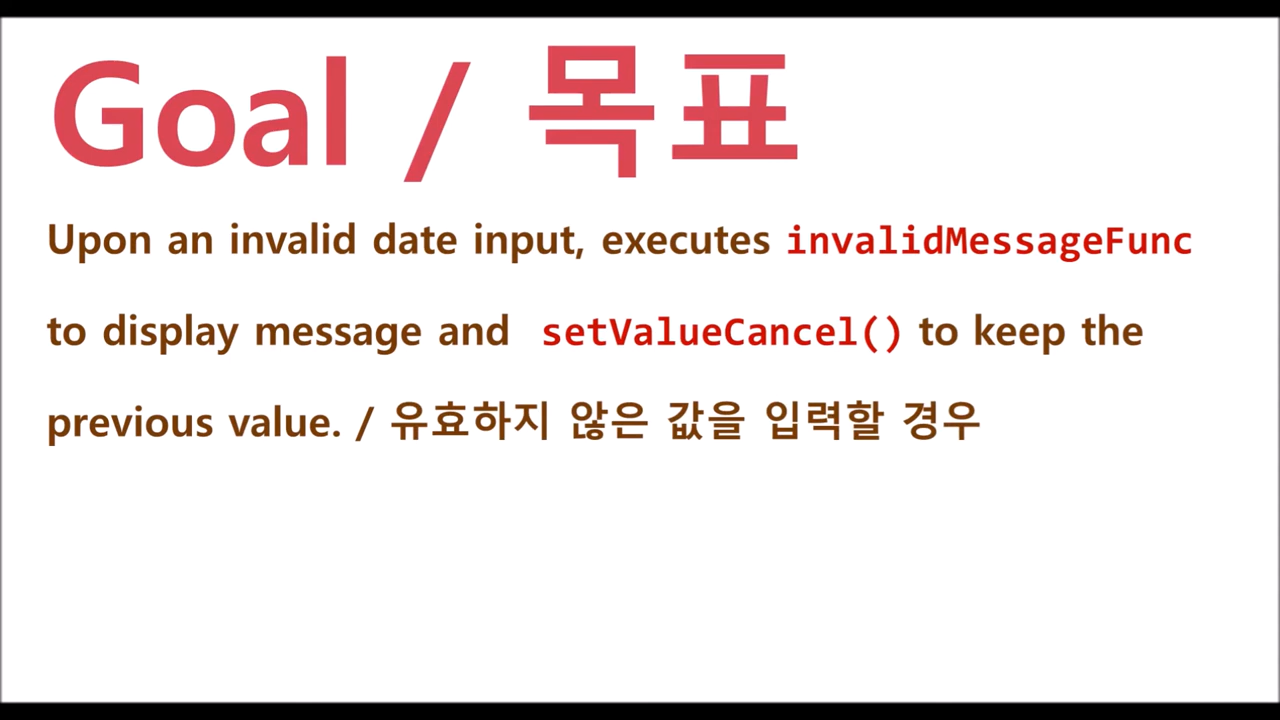 Goal / 목표
Upon an invalid date input, executes invalidMessageFunc
to display message and setValueCancel() to keep the
previous value. / 유효하지 않은 값을 입력할 경우